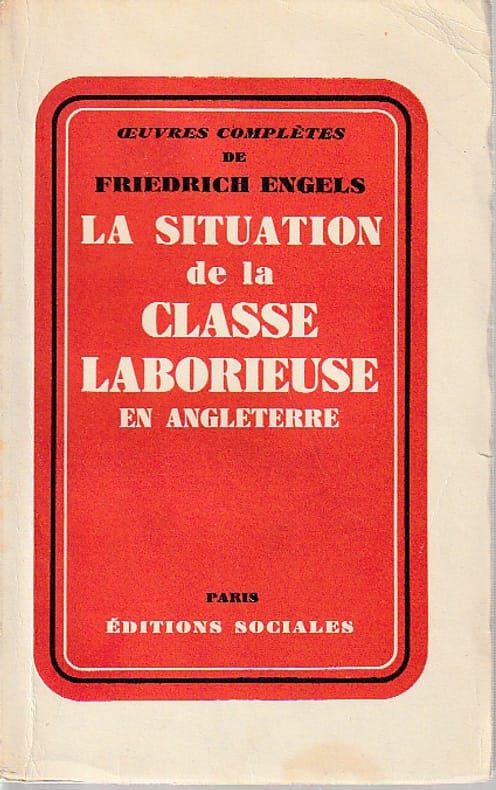 ŒUVRES COMPLÈTES
DE
FRIEDRICH ENGELS
LA SITUATION
de la
CLASSE
LABORIEUSE
EN ANGLETERRE
PARIS
ÉDITIONS SOCIALES